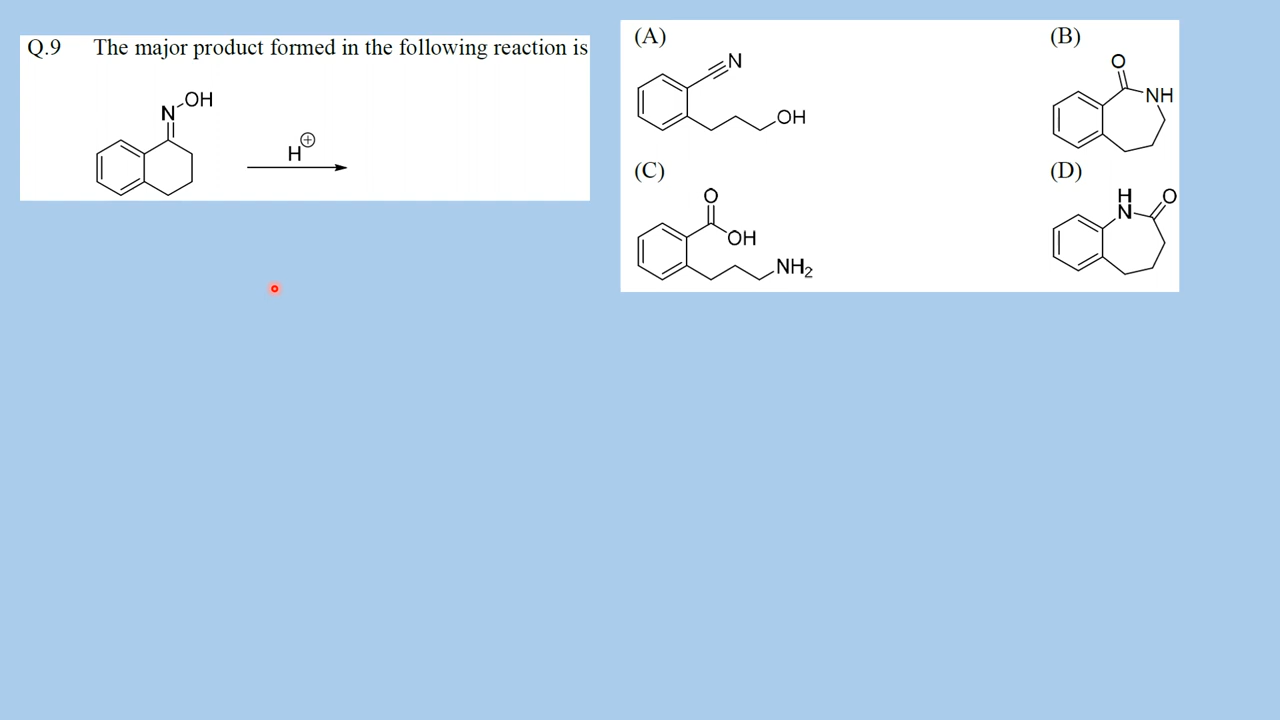 Q.9 The major product formed in the following reaction is
N OH
H⊕
(A)
N
OH
(B)
O
NH
(C)
O
OH
NH2
(D)
H
N O